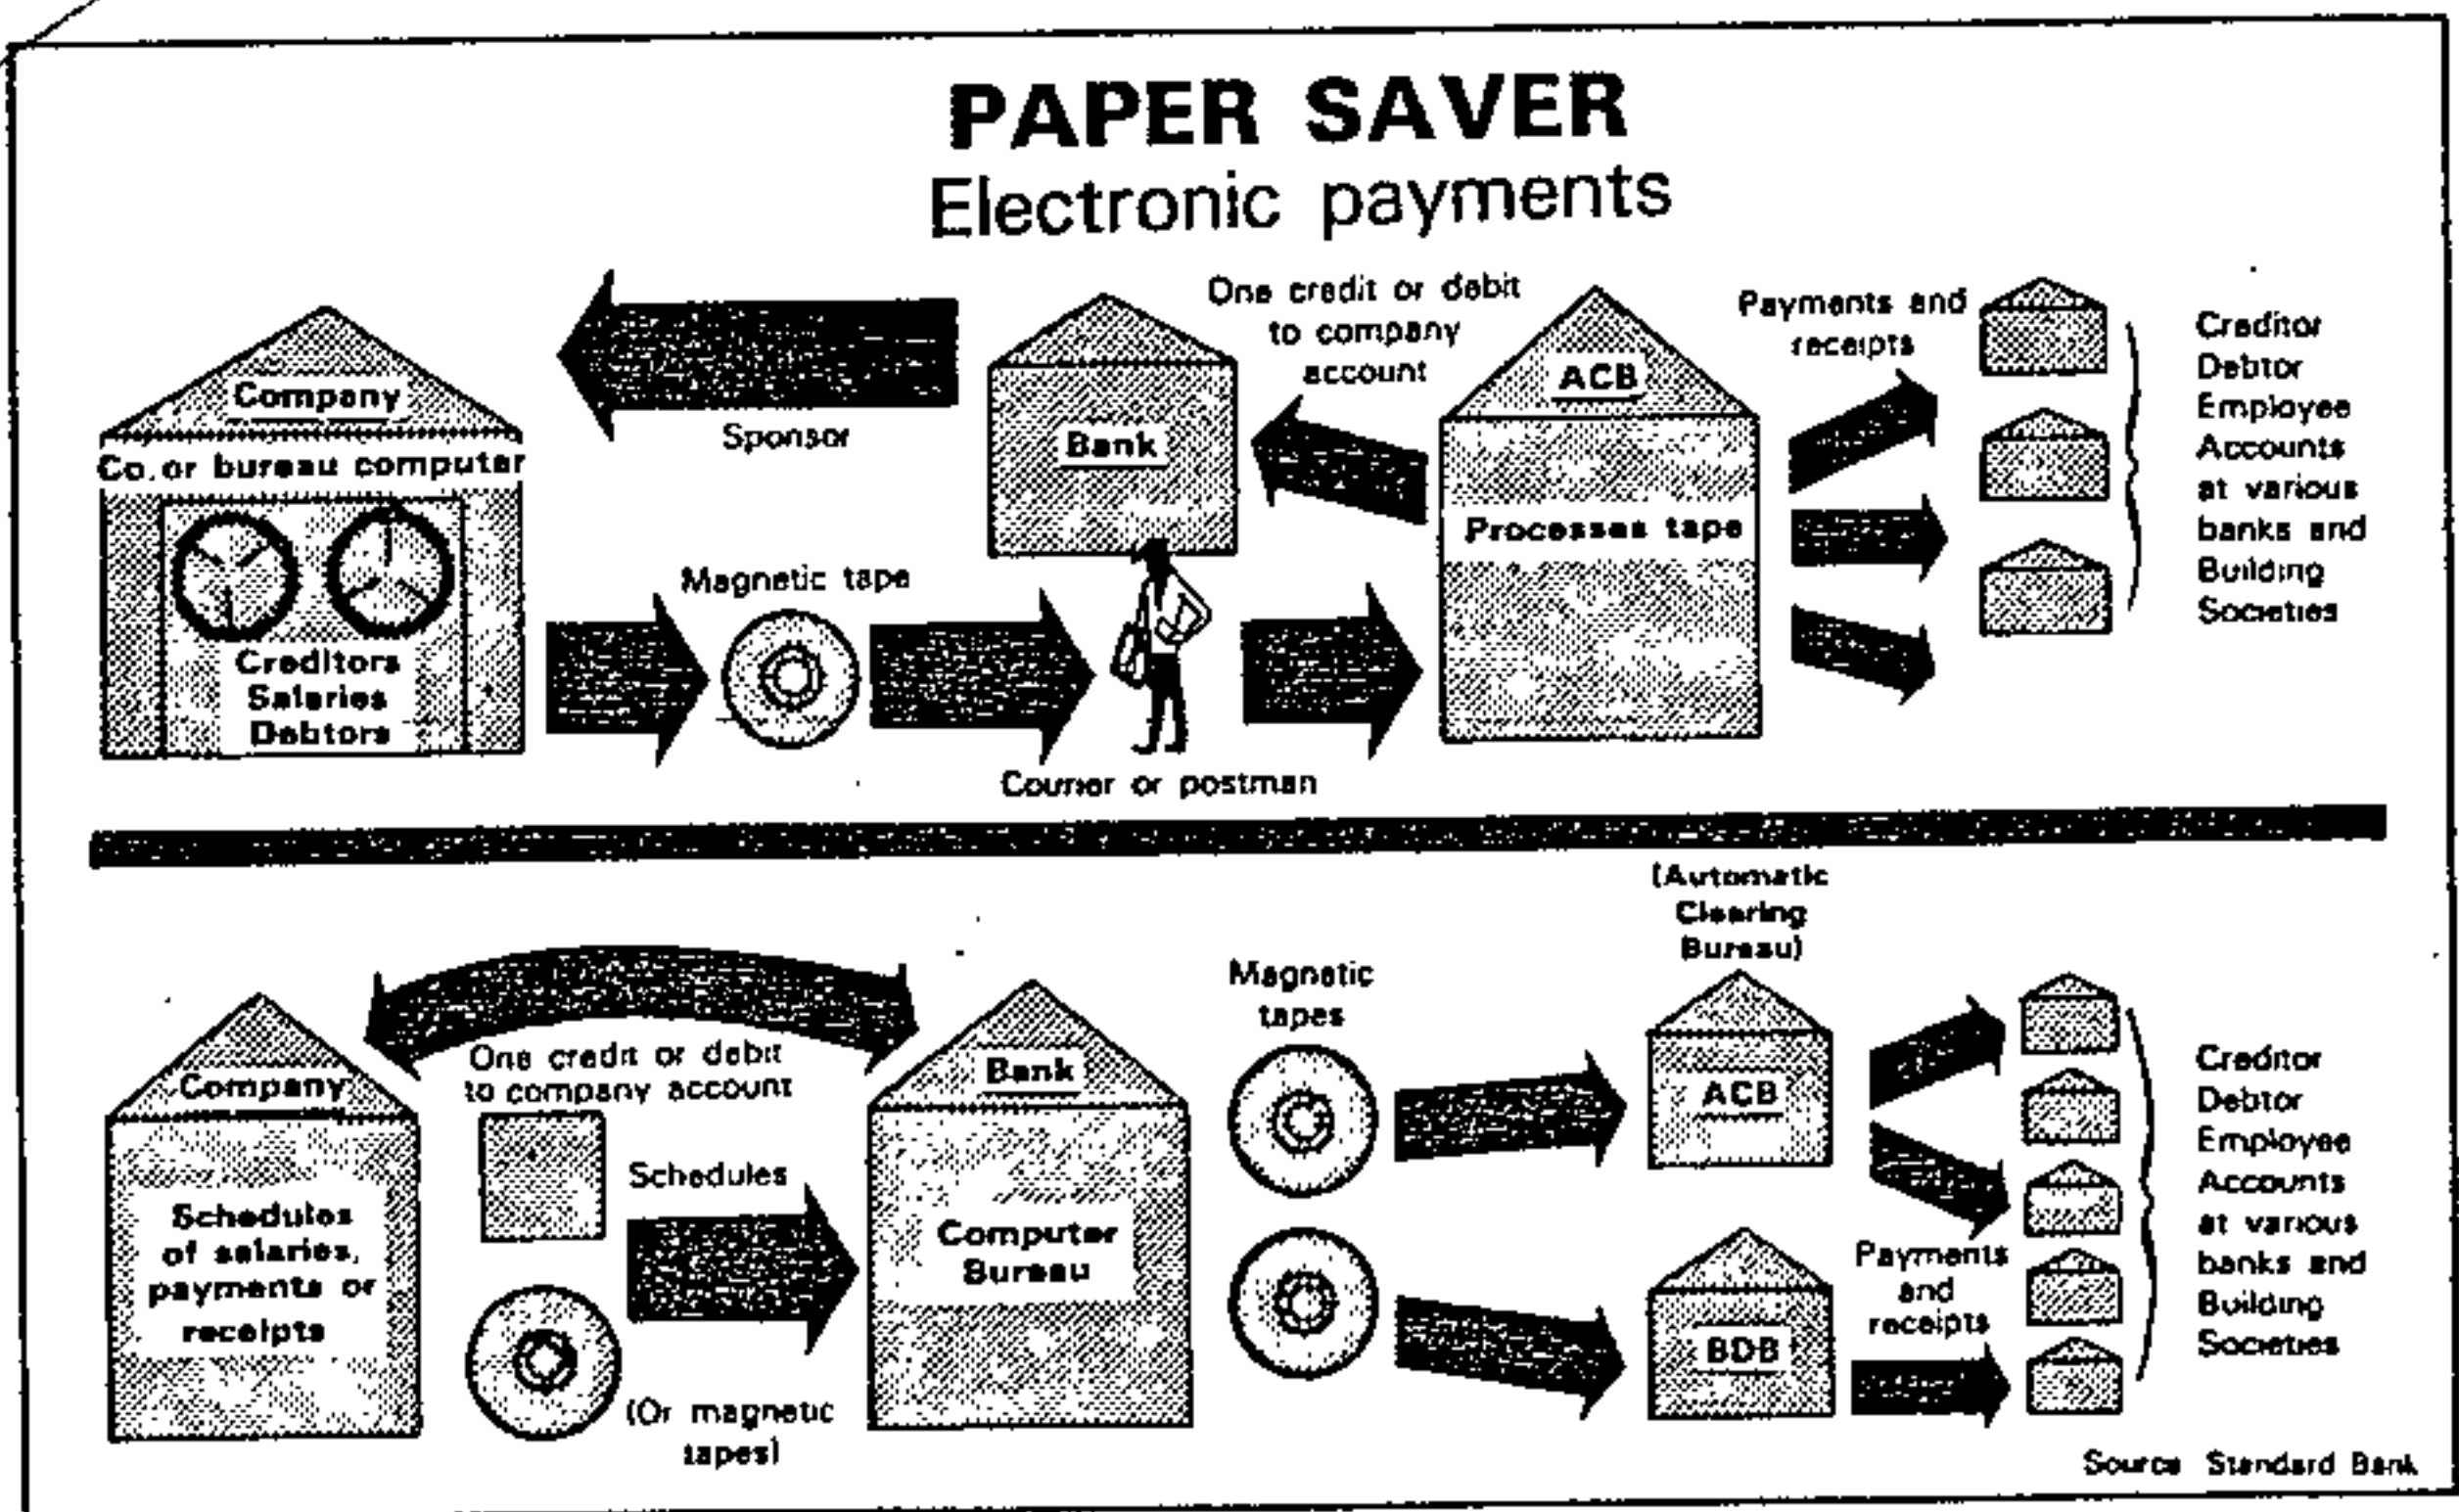 PAPER SAVER
Electronic payments
Company
Co. or bureau computer
Creditors
Salaries
Debtors
Sponsor
Magnetic tape
Bank
Courier or postman
One credit or debit
to company
account
ACB
Processes tape
Payments and
receipts
Creditor
Debtor
Employee
Accounts
at various
banks and
Building
Societies
Company
Schedules
of salaries,
payments or
receipts
One credit or debit
to company account
Schedules
(Or magnetic
tapes)
Bank
Computer
Bureau
Magnetic
tapes
(Automatic
Clearing
Bureau)
ACB
BDB
Payments
and
receipts
Creditor
Debtor
Employee
Accounts
at various
banks and
Building
Societies
Source Standard Bank